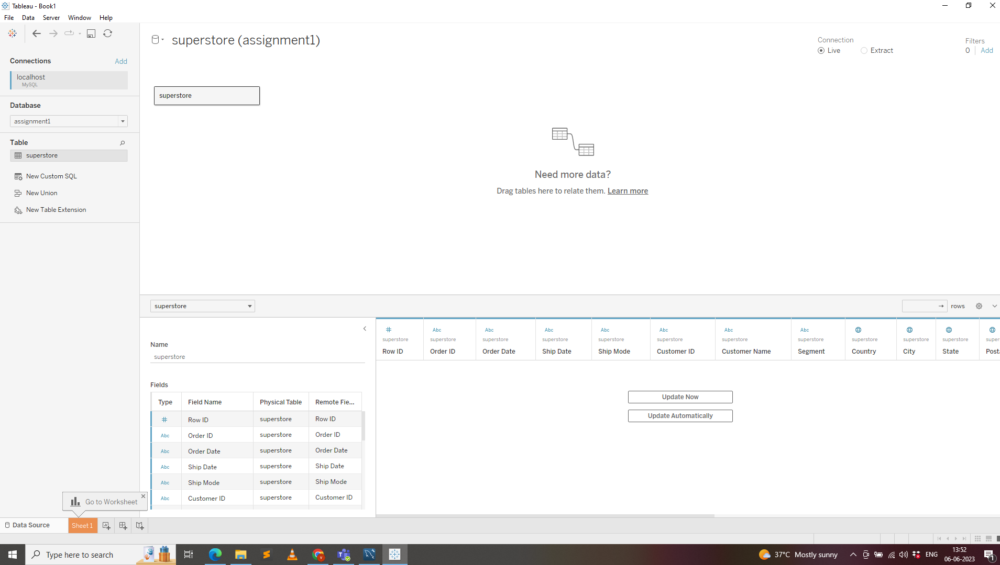 Tableau - Book1
File Data Server Window Help
superstore (assignment1)
Connection
Live Extract
Filters
0 Add
Connections Add
localhost
MySQL
Database
assignment1
Table
superstore
New Custom SQL
New Union
New Table Extension
superstore
Need more data?
Drag tables here to relate them. Learn more
superstore
rows
Name
superstore
Fields
Type Field Name Physical Table Remote Fie...
# Row ID superstore Row ID
Abc Order ID superstore Order ID
Abc Order Date superstore Order Date
Abc Ship Date superstore Ship Date
Abc Ship Mode superstore Ship Mode
Abc Customer ID superstore Customer ID
# Abc Abc Abc Abc Abc Abc Abc
superstore superstore superstore superstore superstore superstore superstore superstore superstore superstore superstore super
Row ID Order ID Order Date Ship Date Ship Mode Customer ID Customer Name Segment Country City State Posta
Update Now
Update Automatically
Go to Worksheet
Data Source Sheet 1
Type here to search
37°C Mostly sunny
ENG
13:52
06-06-2023
1